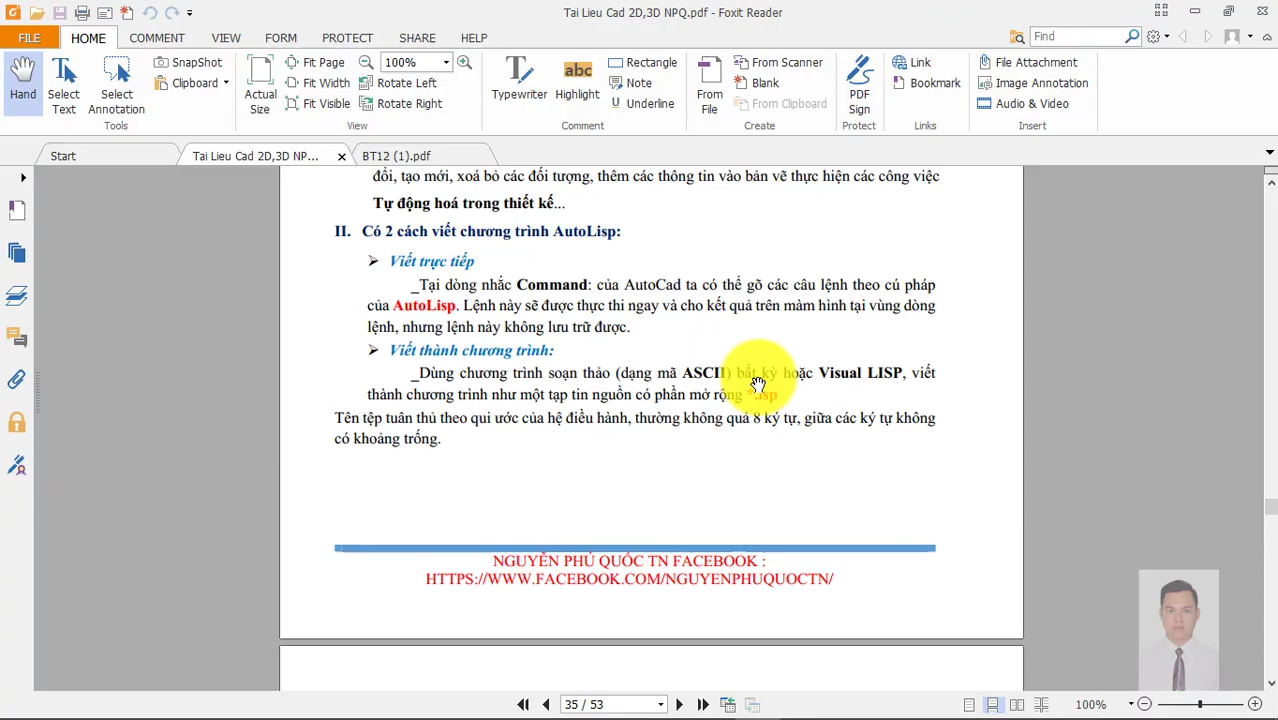 Tai Lieu Cad 2D,3D NPQ.pdf - Foxit Reader
FILE HOME COMMENT VIEW FORM PROTECT SHARE HELP
Find
Hand
Select Text
Select Annotation
SnapShot
Clipboard
Tools
Actual Size
Fit Page
Fit Width
Fit Visible
100%
Rotate Left
Rotate Right
View
Typewriter
Highlight
Rectangle
Note
Underline
Comment
From File
From Scanner
Blank
From Clipboard
Create
PDF Sign
Protect
Link
Bookmark
Links
File Attachment
Image Annotation
Audio & Video
Insert
Start
Tai Lieu Cad 2D,3D NP...
BT12 (1).pdf
đổi, tạo mới, xoá bỏ các đối tượng, thêm các thông tin vào bản vẽ thực hiện các công việc
Tự động hoá trong thiết kế...
II. Có 2 cách viết chương trình AutoLisp:
➢ Viết trực tiếp
_Tại dòng nhắc Command: của AutoCad ta có thể gõ các câu lệnh theo cú pháp
của AutoLisp. Lệnh này sẽ được thực thi ngay và cho kết quả trên màm hình tại vùng dòng
lệnh, nhưng lệnh này không lưu trữ được.
➢ Viết thành chương trình:
_Dùng chương trình soạn thảo (dạng mã ASCII) bất kỳ hoặc Visual LISP, viết
thành chương trình như một tạp tin nguồn có phần mở rộng
Tên tệp tuân thủ theo qui ước của hệ điều hành, thường không quá 8 ký tự, giữa các ký tự không
có khoảng trống.
NGUYỄN PHÚ QUỐC TN FACEBOOK :
HTTPS://WWW.FACEBOOK.COM/NGUYENPHUQUOCTN/
35 / 53
100%